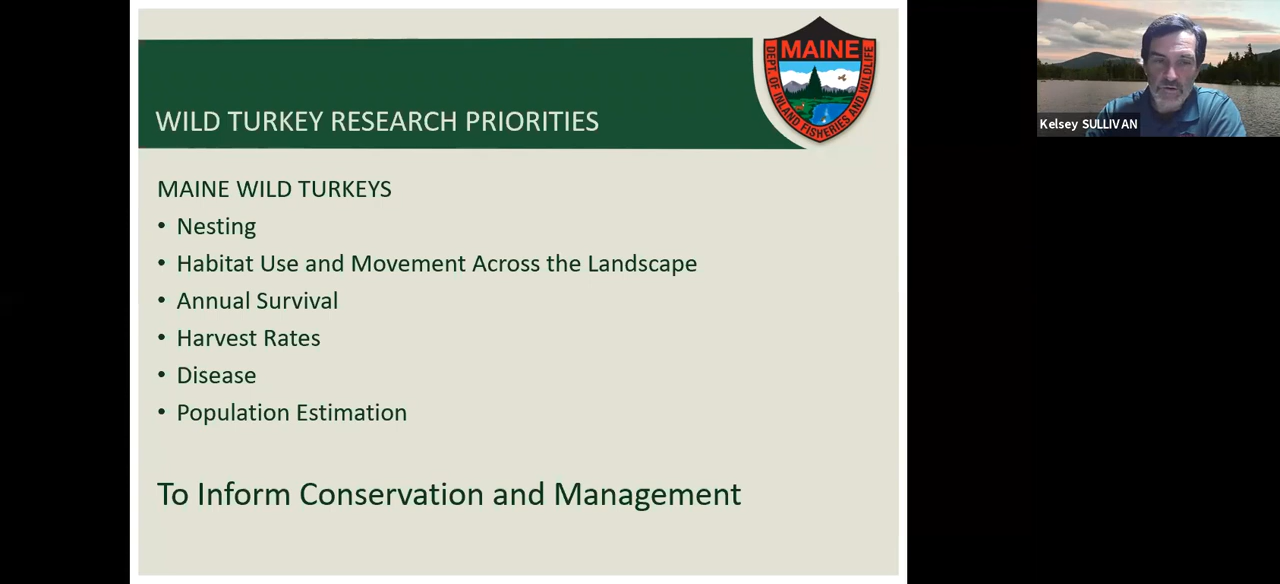 MAINE
DEPT. OF INLAND FISHERIES AND WILDLIFE
WILD TURKEY RESEARCH PRIORITIES
MAINE WILD TURKEYS
• Nesting
• Habitat Use and Movement Across the Landscape
• Annual Survival
• Harvest Rates
• Disease
• Population Estimation
To Inform Conservation and Management
Kelsey SULLIVAN